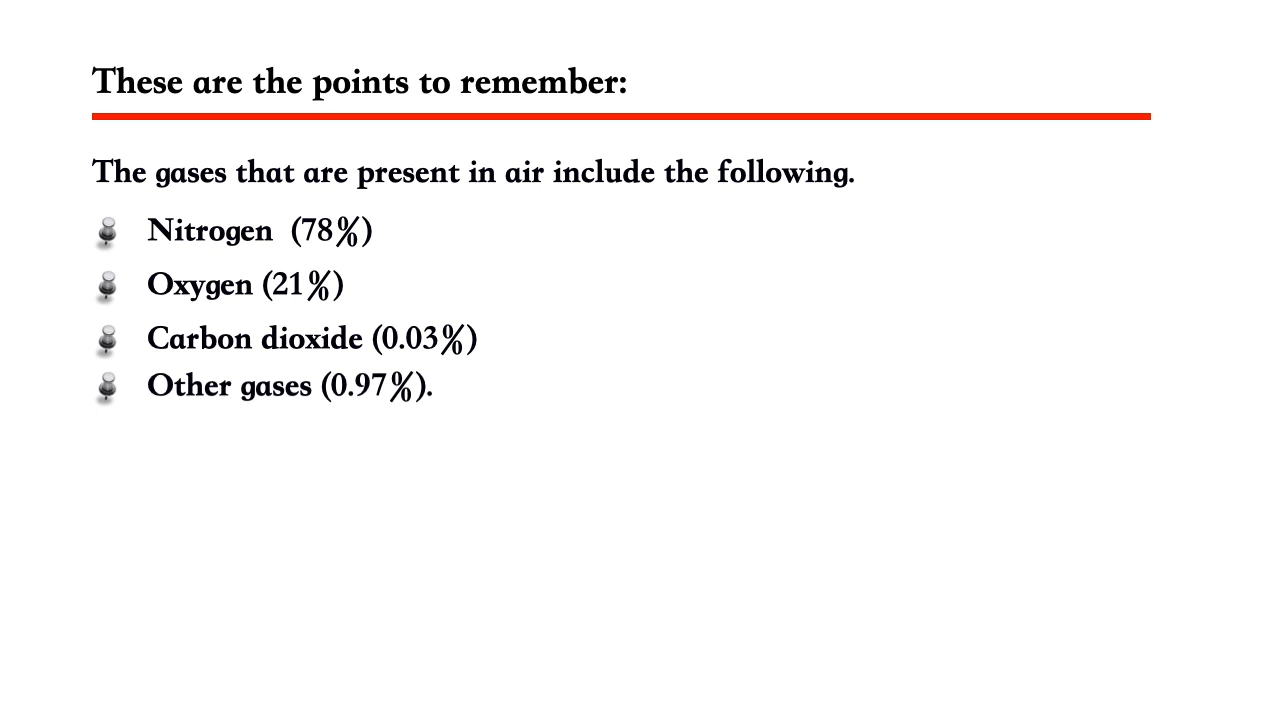 These are the points to remember:
The gases that are present in air include the following.
Nitrogen  (78%)
Oxygen (21%)
Carbon dioxide (0.03%)
Other gases (0.97%).